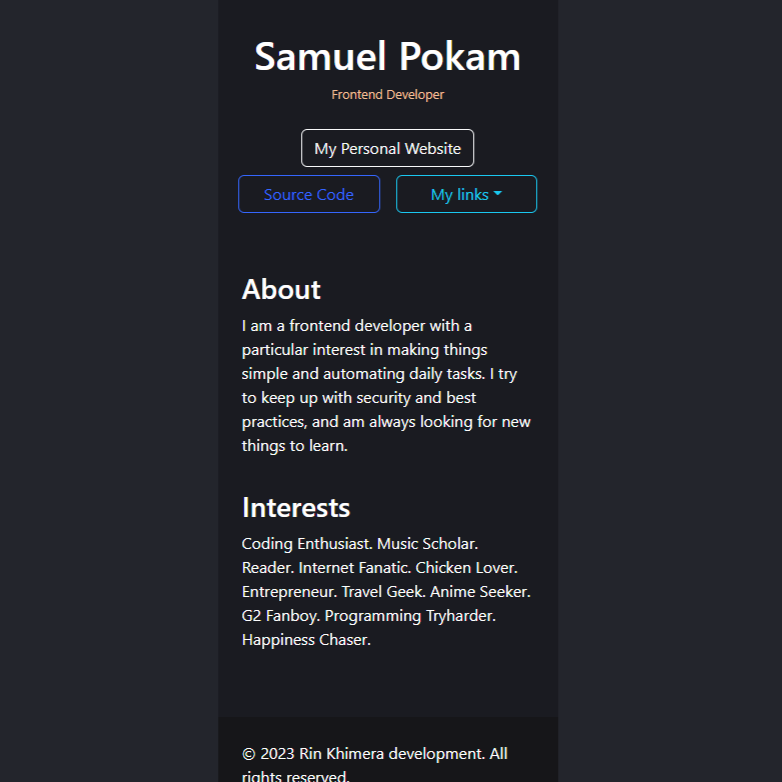 Samuel Pokam
Frontend Developer
My Personal Website
Source Code
My links
About
I am a frontend developer with a
particular interest in making things
simple and automating daily tasks. I try
to keep up with security and best
practices, and am always looking for new
things to learn.
Interests
Coding Enthusiast. Music Scholar.
Reader. Internet Fanatic. Chicken Lover.
Entrepreneur. Travel Geek. Anime Seeker.
G2 Fanboy. Programming Tryharder.
Happiness Chaser.
© 2023 Rin Khimera development. All
rights reserved.